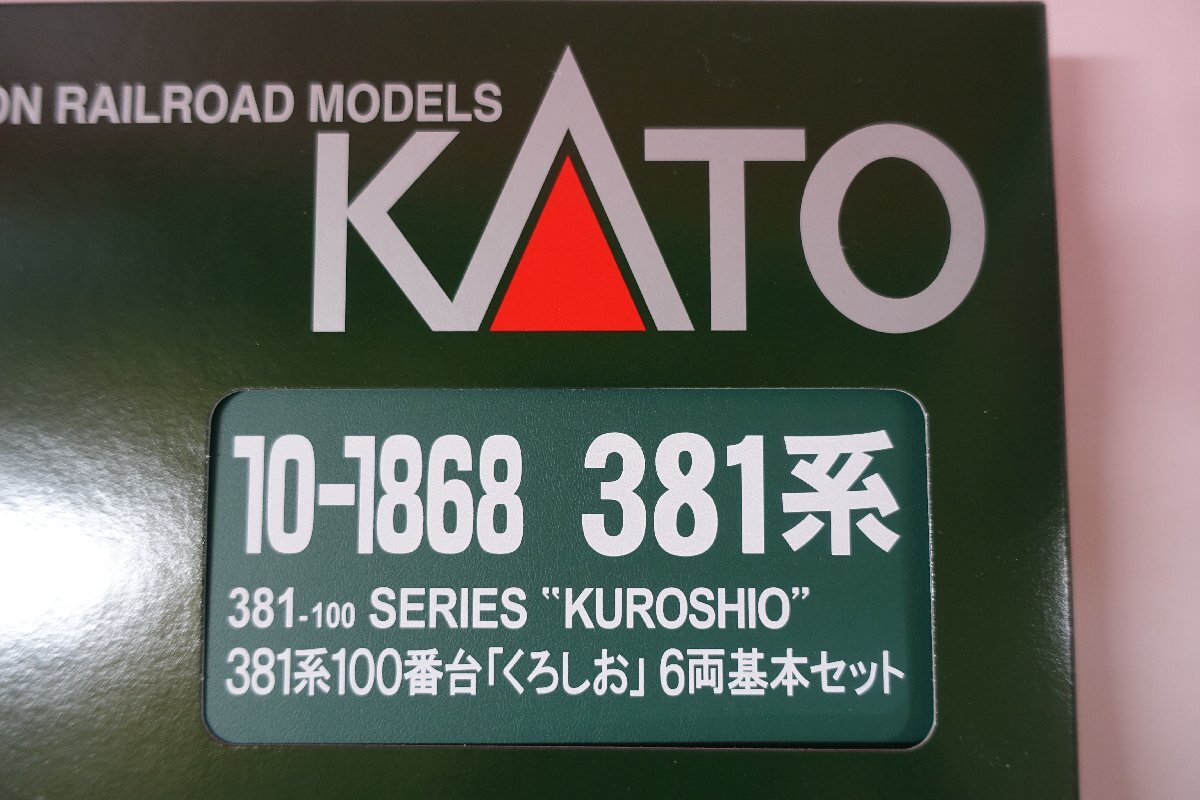 ON RAILROAD MODELS
KATO
10-1868 381系
381-100 SERIES “KUROSHIO”
381系100番台「くろしお」6両基本セット